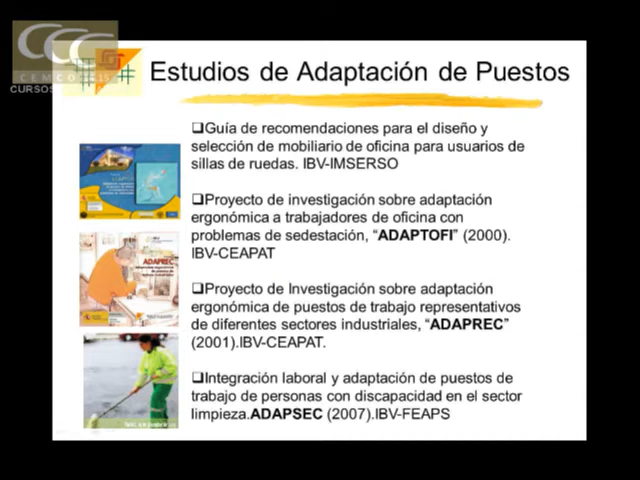 CEMCO
15
CURSOS
Estudios de Adaptación de Puestos
❑Guía de recomendaciones para el diseño y
selección de mobiliario de oficina para usuarios de
sillas de ruedas. IBV-IMSERSO
❑Proyecto de investigación sobre adaptación
ergonómica a trabajadores de oficina con
problemas de sedestación, “ADAPTOFI” (2000).
IBV-CEAPAT
❑Proyecto de Investigación sobre adaptación
ergonómica de puestos de trabajo representativos
de diferentes sectores industriales, “ADAPREC”
(2001).IBV-CEAPAT.
❑Integración laboral y adaptación de puestos de
trabajo de personas con discapacidad en el sector
limpieza.ADAPSEC (2007).IBV-FEAPS
ADAPREC